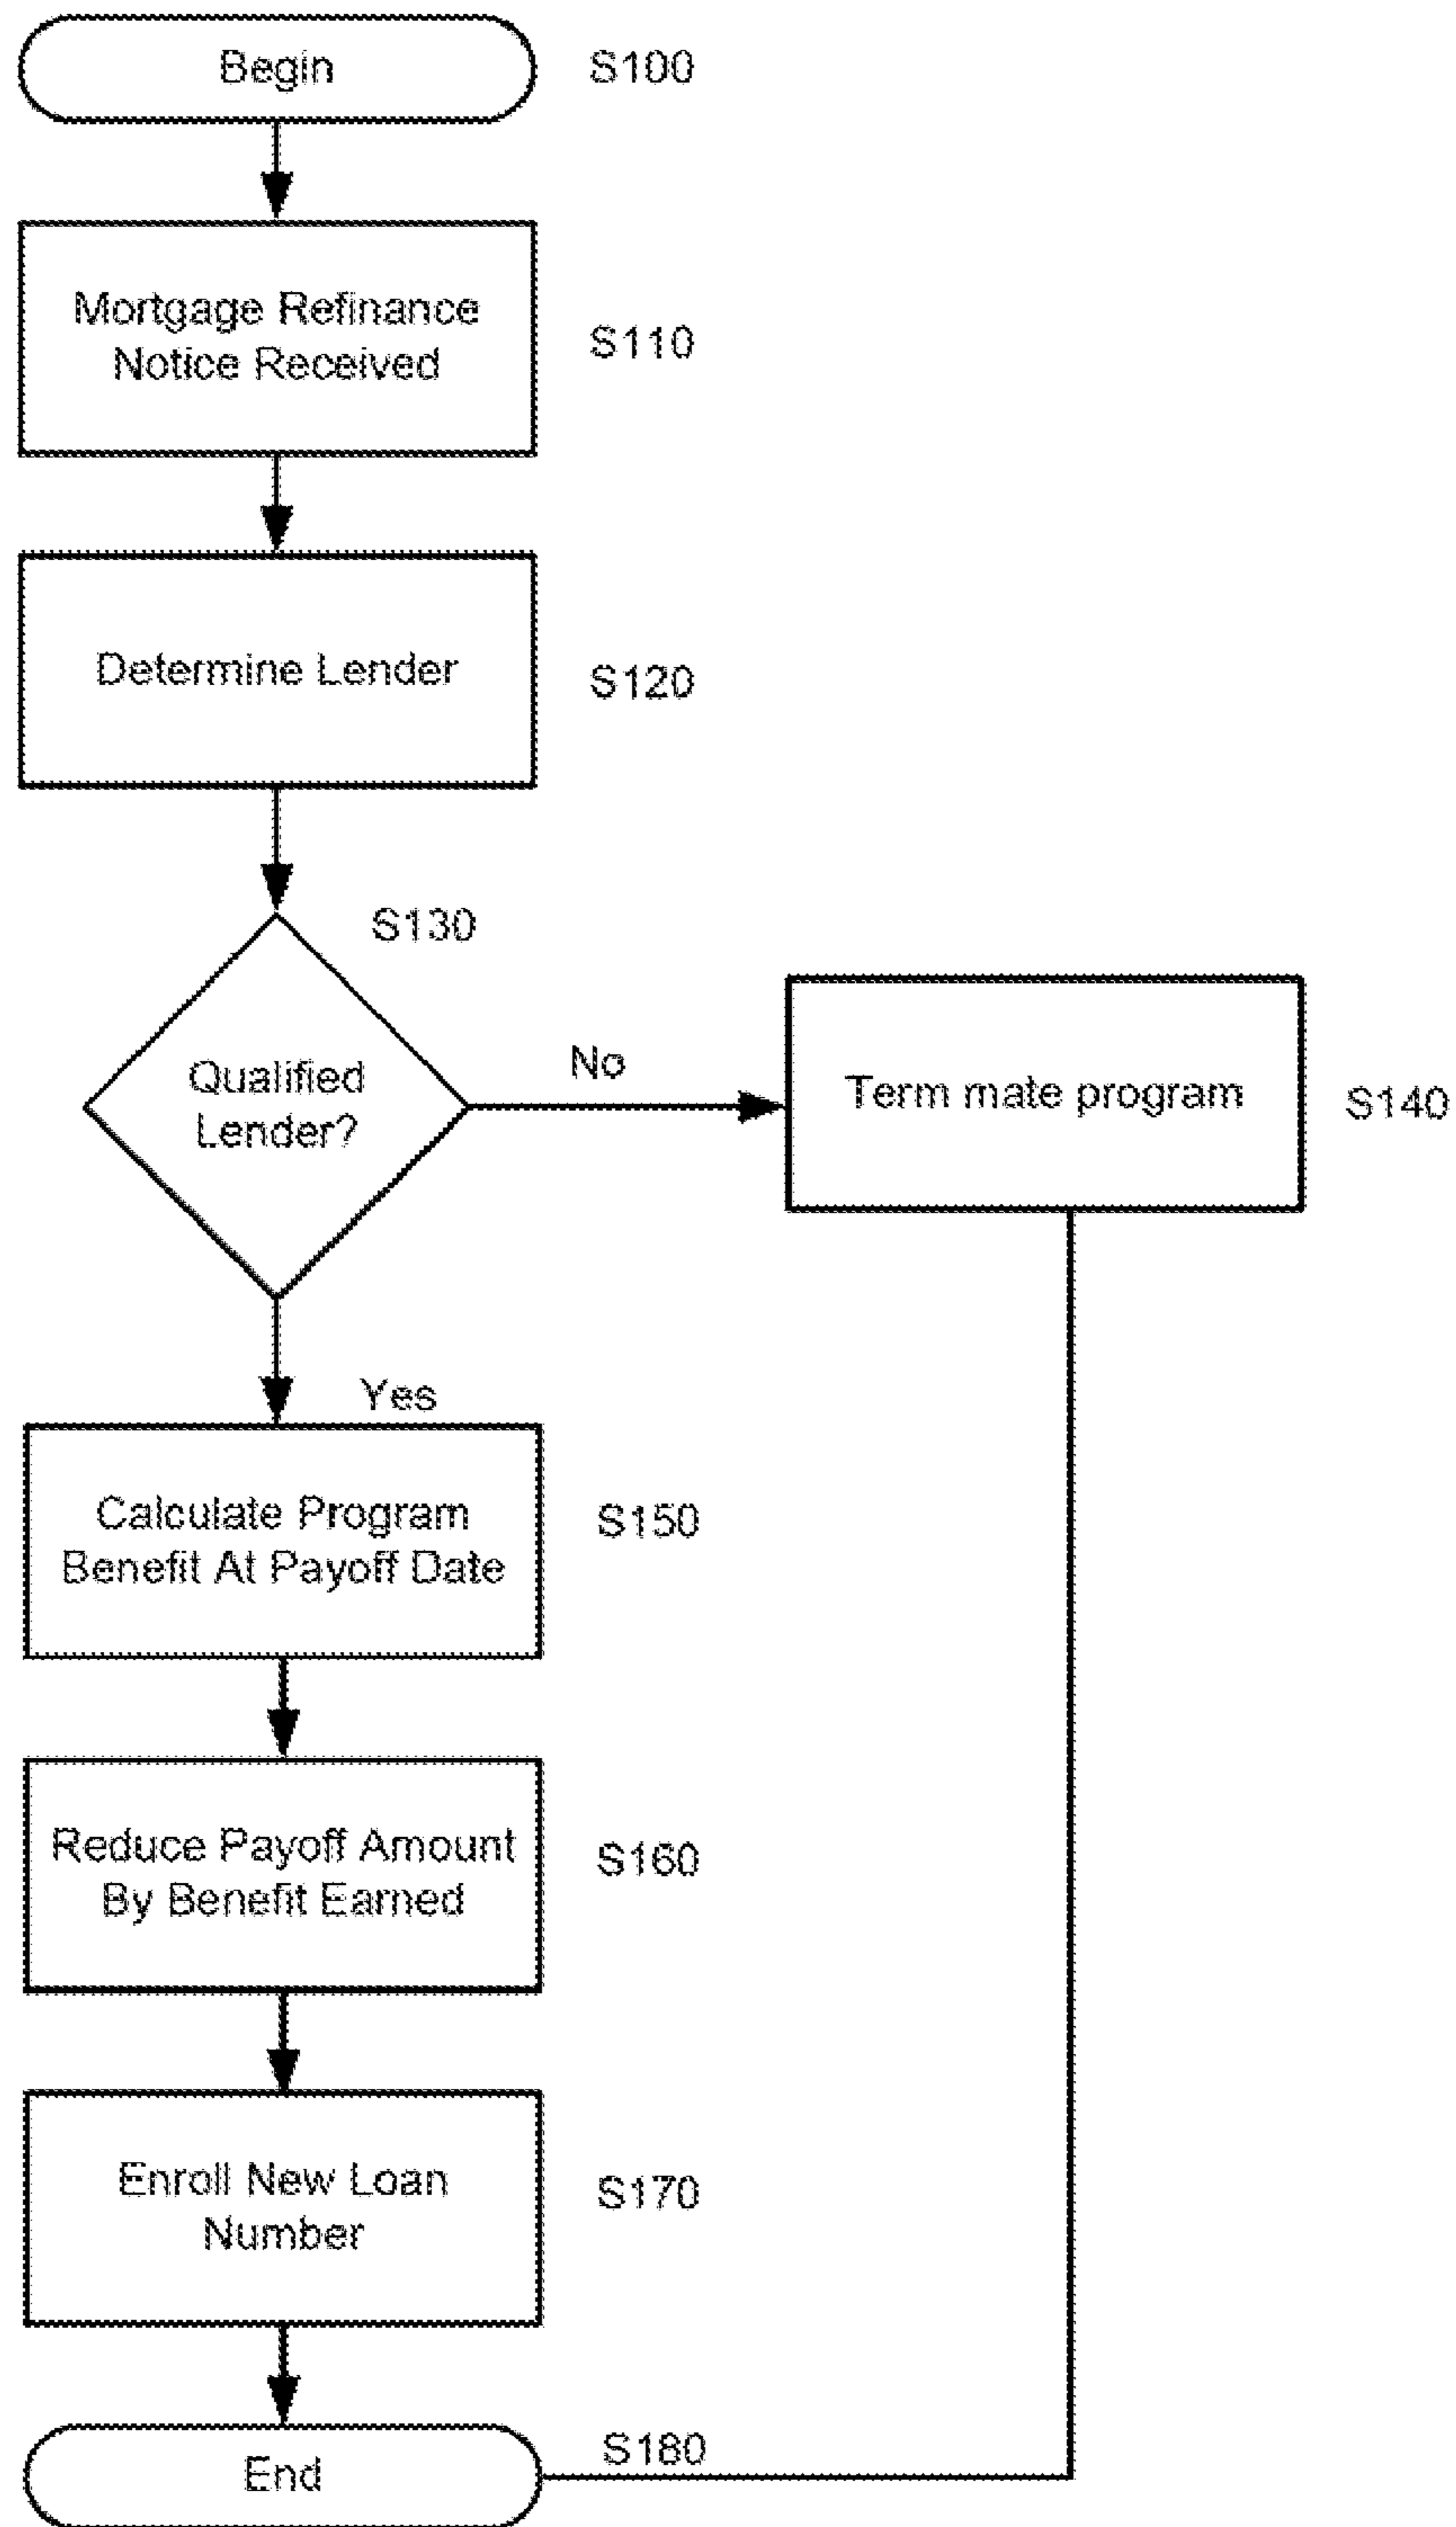 Begin
S100
Mortgage Refinance
Notice Received
S110
Determine Lender
S120
S130
Qualified
Lender?
No
Term mate program
S140
Yes
Calculate Program
Benefit At Payoff Date
S150
Reduce Payoff Amount
By Benefit Earned
S160
Enroll New Loan
Number
S170
End
S180